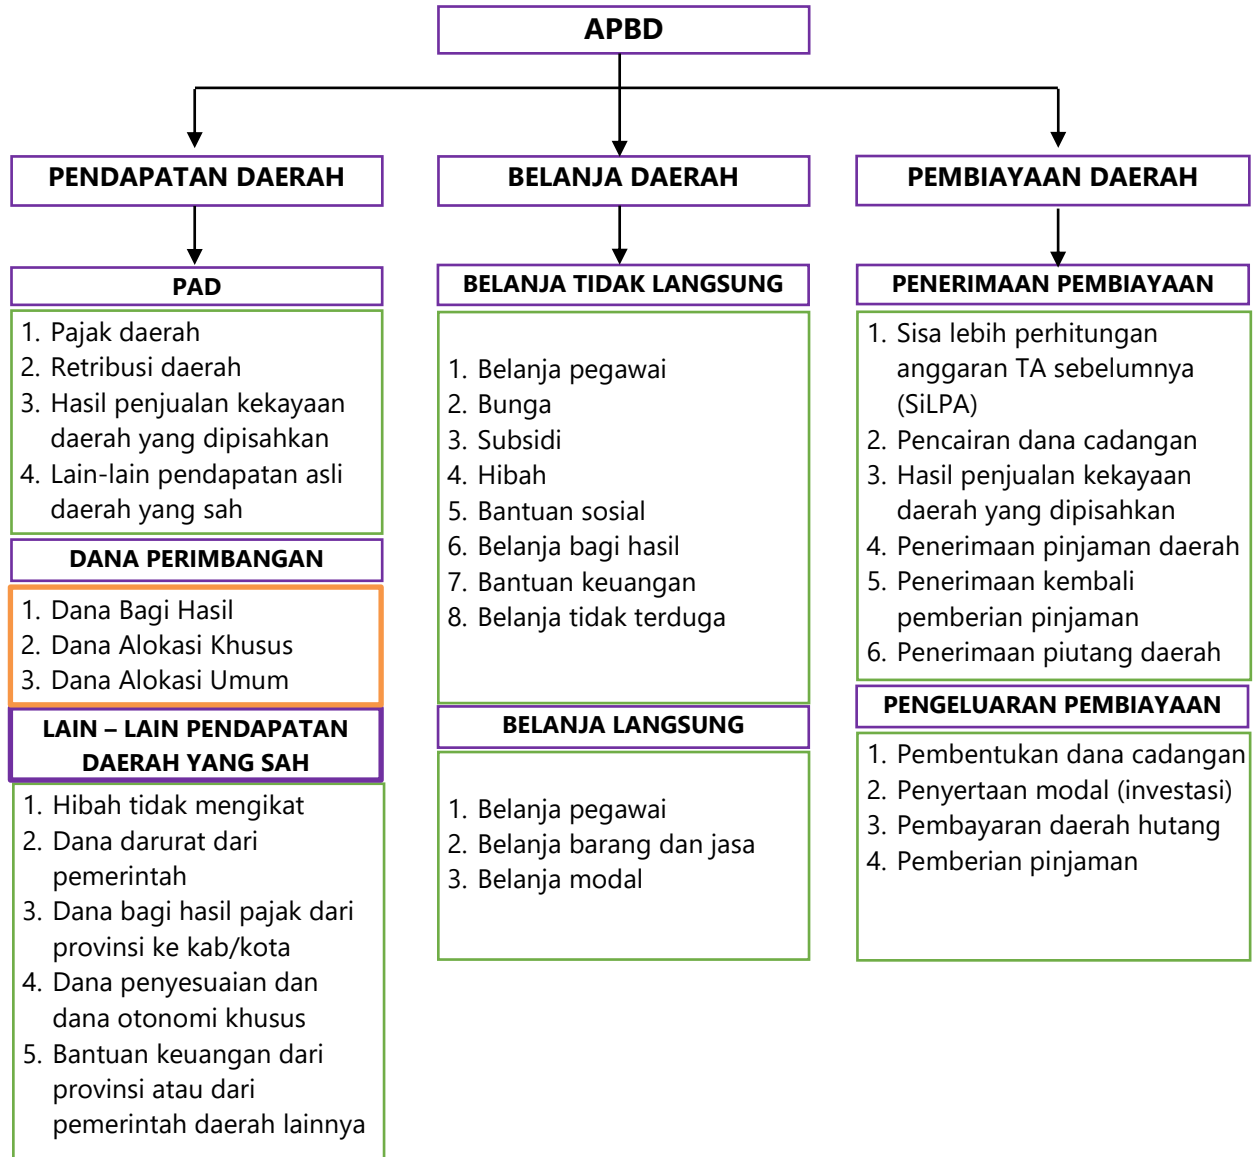 APBD
PENDAPATAN DAERAH
PAD
1. Pajak daerah
2. Retribusi daerah
3. Hasil penjualan kekayaan
daerah yang dipisahkan
4. Lain-lain pendapatan asli
daerah yang sah
DANA PERIMBANGAN
1. Dana Bagi Hasil
2. Dana Alokasi Khusus
3. Dana Alokasi Umum
LAIN – LAIN PENDAPATAN
DAERAH YANG SAH
1. Hibah tidak mengikat
2. Dana darurat dari
pemerintah
3. Dana bagi hasil pajak dari
provinsi ke kab/kota
4. Dana penyesuaian dan
dana otonomi khusus
5. Bantuan keuangan dari
provinsi atau dari
pemerintah daerah lainnya
BELANJA DAERAH
BELANJA TIDAK LANGSUNG
1. Belanja pegawai
2. Bunga
3. Subsidi
4. Hibah
5. Bantuan sosial
6. Belanja bagi hasil
7. Bantuan keuangan
8. Belanja tidak terduga
BELANJA LANGSUNG
1. Belanja pegawai
2. Belanja barang dan jasa
3. Belanja modal
PEMBIAYAAN DAERAH
PENERIMAAN PEMBIAYAAN
1. Sisa lebih perhitungan
anggaran TA sebelumnya
(SiLPA)
2. Pencairan dana cadangan
3. Hasil penjualan kekayaan
daerah yang dipisahkan
4. Penerimaan pinjaman daerah
5. Penerimaan kembali
pemberian pinjaman
6. Penerimaan piutang daerah
PENGELUARAN PEMBIAYAAN
1. Pembentukan dana cadangan
2. Penyertaan modal (investasi)
3. Pembayaran daerah hutang
4. Pemberian pinjaman